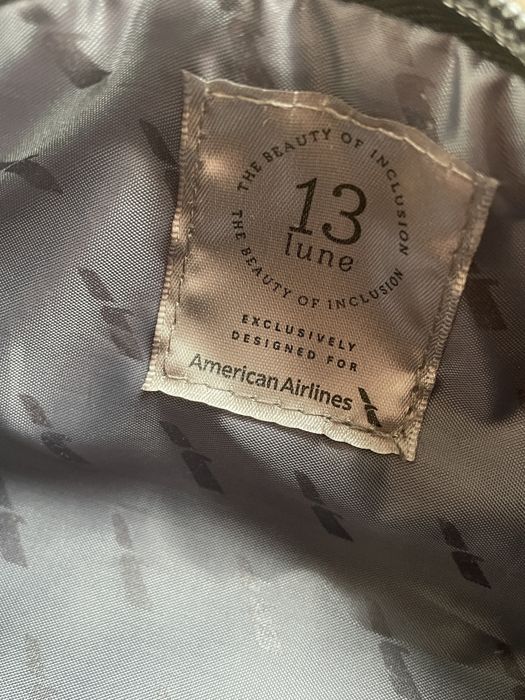 THE BEAUTY OF INCLUSION
13
lune
THE BEAUTY OF INCLUSION
EXCLUSIVELY
DESIGNED FOR
American Airlines